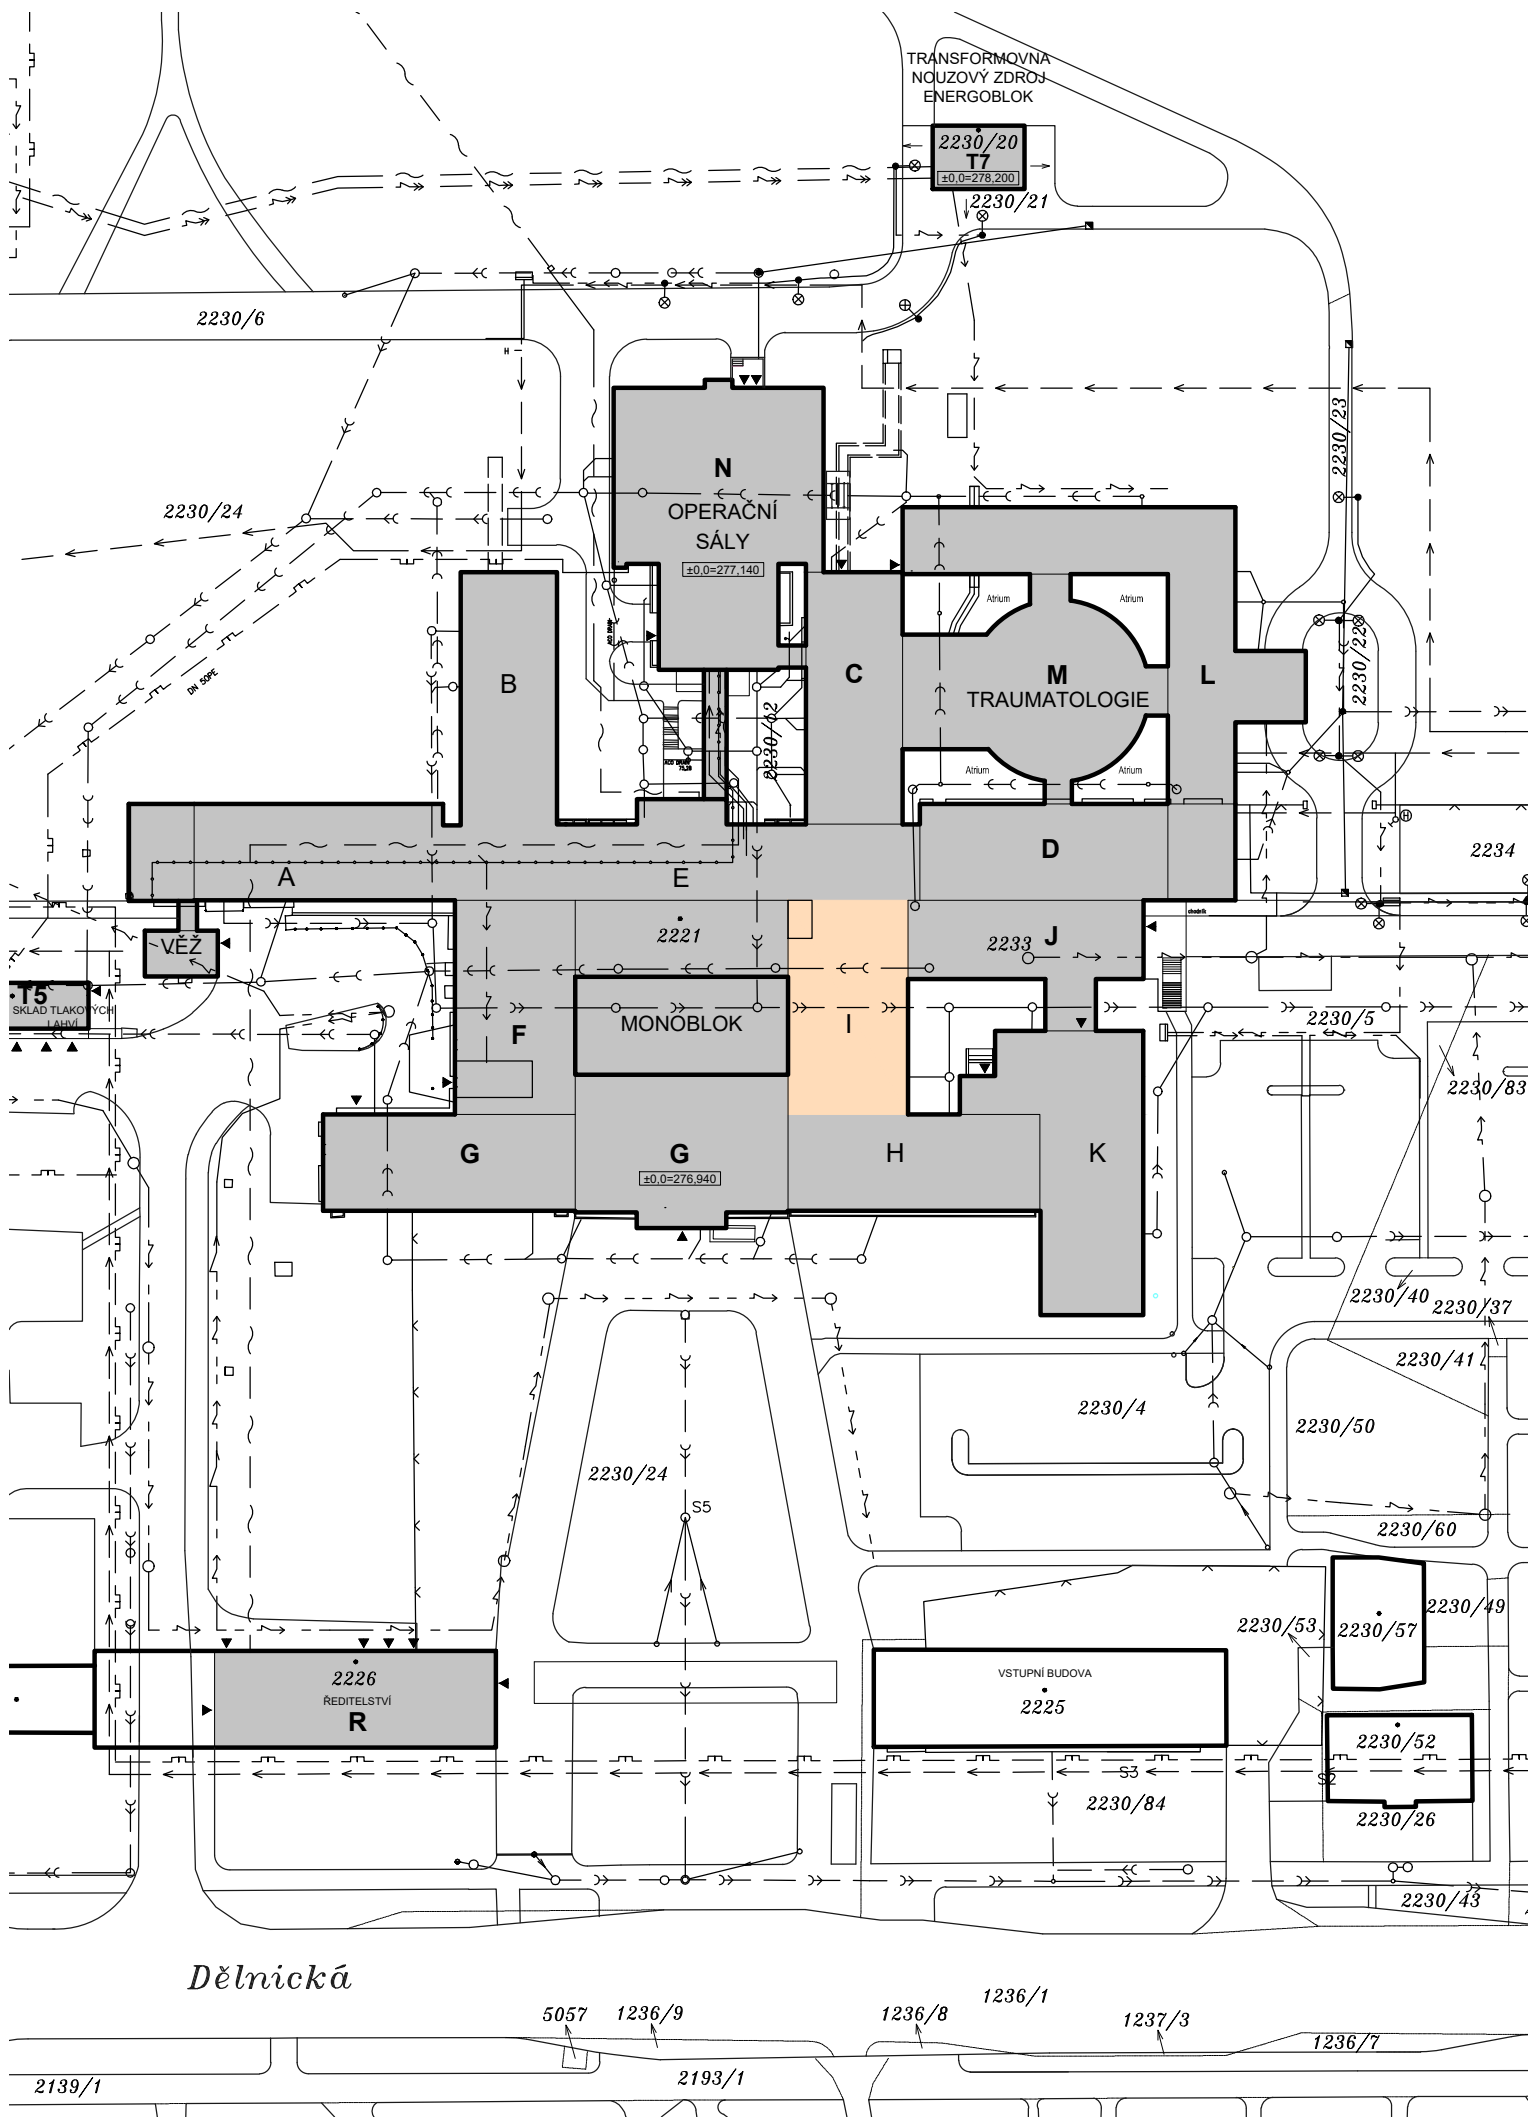 TRANSFORMOVNA
NOUZOVÝ ZDROJ
ENERGOBLOK
2230/20
T7
±0,0=278,200
2230/21
2230/6
H
2230/23
N
OPERAČNÍ
SÁLY
±0,0=277,140
2230/24
Atrium
Atrium
ACO DRAIN
DN 50PE
B
C
M
TRAUMATOLOGIE
L
2230/22
2230/62
ACO DRAIN
Atrium
Atrium
H
A
E
D
2234
chodník
VĚŽ
2221
2233
J
T5
SKLAD TLAKOVÝCH
LAHVÍ
F
MONOBLOK
I
2230/5
2230/83
G
G
±0,0=276,940
H
K
2230/40
2230/37
2230/41
2230/4
2230/50
2230/24
S5
2230/60
2230/49
2230/53
2230/57
2226
ŘEDITELSTVÍ
R
VSTUPNÍ BUDOVA
2225
2230/52
S3
S2
2230/84
2230/26
2230/43
Dělnická
1236/1
5057
1236/9
1236/8
1237/3
1236/7
2139/1
2193/1